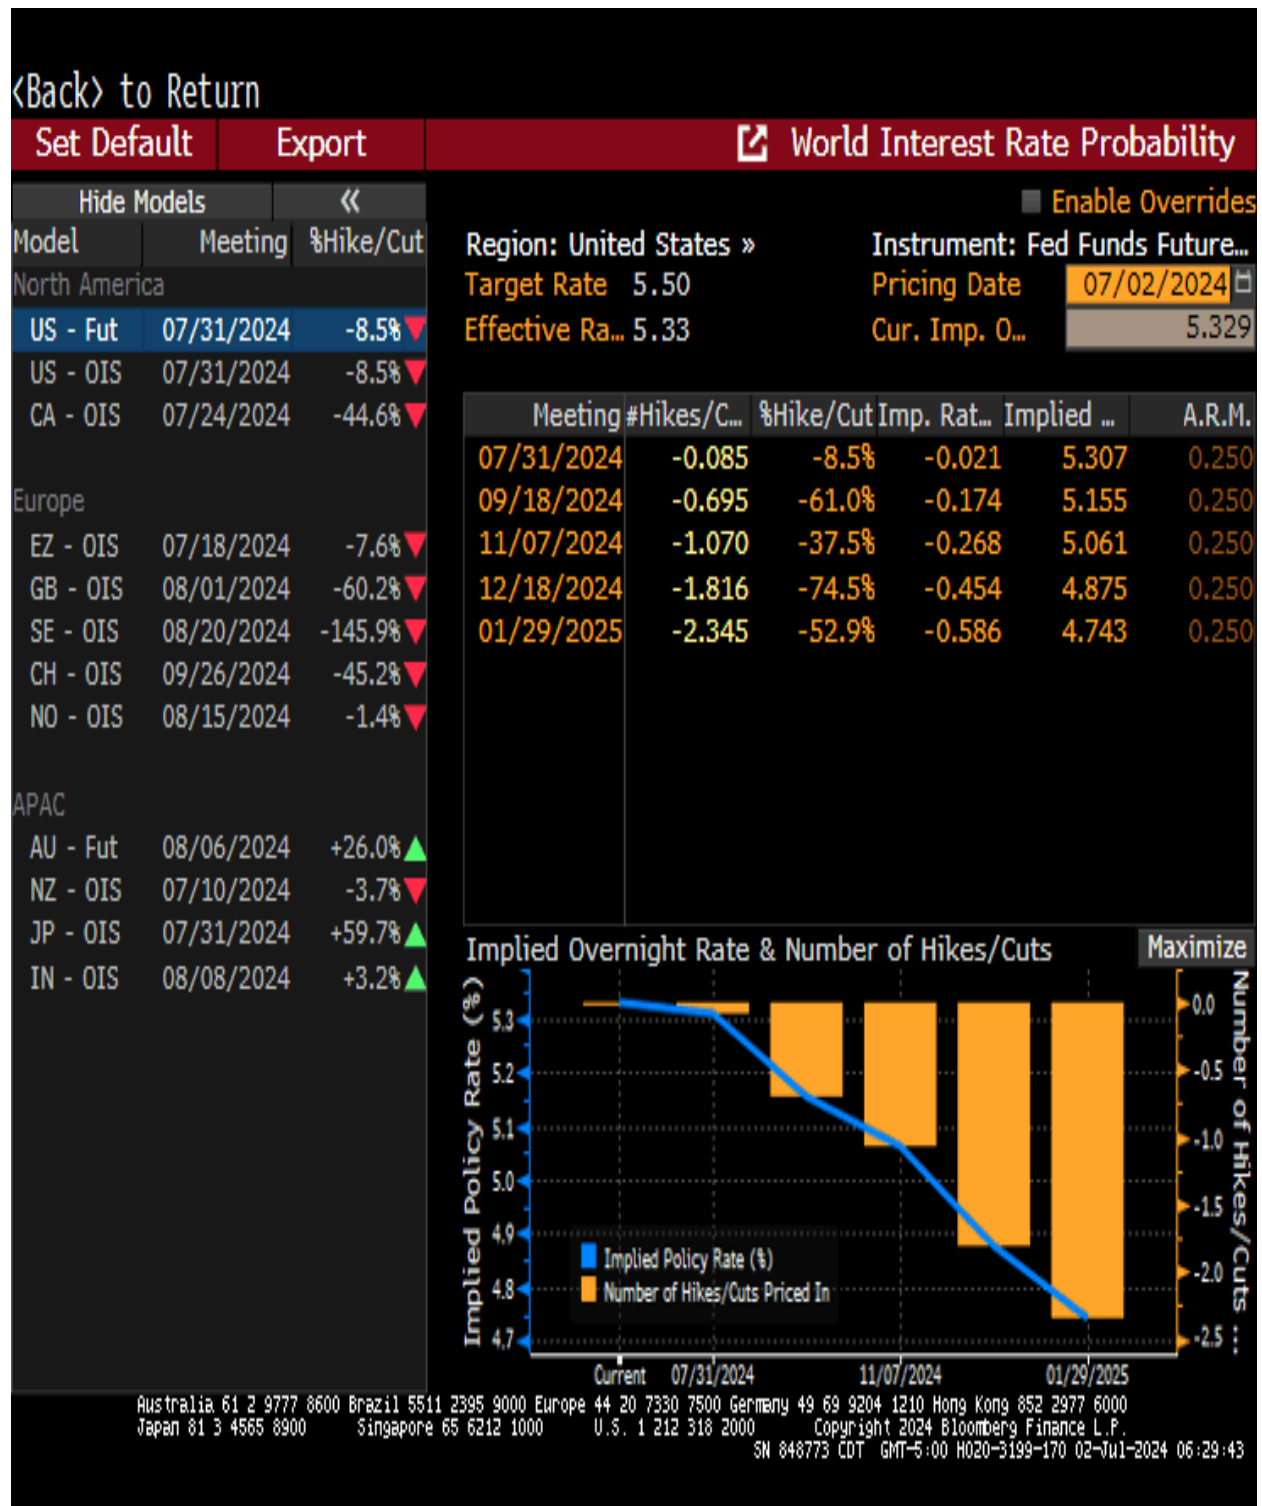 <Back> to Return
Set Default Export World Interest Rate Probability
Hide Models « Enable Overrides
Model Meeting %Hike/Cut
Region: United States » Instrument: Fed Funds Future...
North America
Target Rate 5.50 Pricing Date 07/02/2024
US - Fut 07/31/2024 -8.5%
Effective Ra... 5.33 Cur. Imp. O... 5.329
US - OIS 07/31/2024 -8.5%
CA - OIS 07/24/2024 -44.6%
Europe
EZ - OIS 07/18/2024 -7.6%
GB - OIS 08/01/2024 -60.2%
SE - OIS 08/20/2024 -145.9%
CH - OIS 09/26/2024 -45.2%
NO - OIS 08/15/2024 -1.4%
APAC
AU - Fut 08/06/2024 +26.0%
NZ - OIS 07/10/2024 -3.7%
JP - OIS 07/31/2024 +59.7%
IN - OIS 08/08/2024 +3.2%
Meeting #Hikes/C... %Hike/Cut Imp. Rat... Implied ... A.R.M.
07/31/2024 -0.085 -8.5% -0.021 5.307 0.250
09/18/2024 -0.695 -61.0% -0.174 5.155 0.250
11/07/2024 -1.070 -37.5% -0.268 5.061 0.250
12/18/2024 -1.816 -74.5% -0.454 4.875 0.250
01/29/2025 -2.345 -52.9% -0.586 4.743 0.250
Implied Overnight Rate & Number of Hikes/Cuts Maximize
Implied Policy Rate (%)
5.3
5.2
5.1
5.0
4.9
4.8
4.7
Implied Policy Rate (%)
Number of Hikes/Cuts Priced In
0.0
-0.5
-1.0
-1.5
-2.0
-2.5
Number of Hikes/Cuts ...
Current 07/31/2024 11/07/2024 01/29/2025
Australia 61 2 9777 8600 Brazil 5511 2395 9000 Europe 44 20 7330 7500 Germany 49 69 9204 1210 Hong Kong 852 2977 6000
Japan 81 3 4565 8900 Singapore 65 6212 1000 U.S. 1 212 318 2000 Copyright 2024 Bloomberg Finance L.P.
SN 848773 CDT GMT-5:00 H020-3199-170 02-Jul-2024 06:29:43